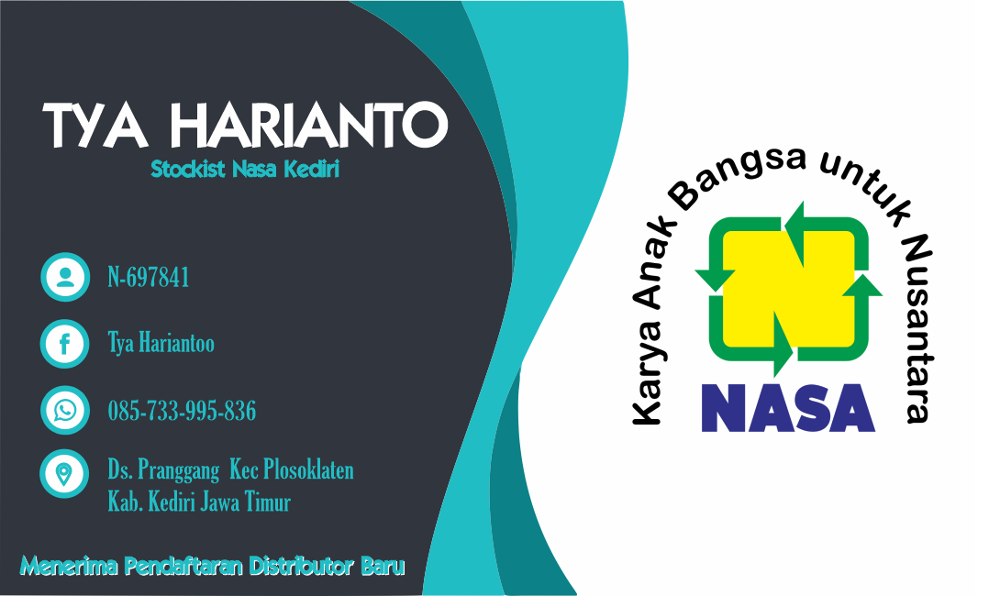 TYA HARIANTO
Stockist Nasa Kediri
N-697841
Tya Hariantoo
085-733-995-836
Ds. Pranggang Kec Plosoklaten
Kab. Kediri Jawa Timur
Menerima Pendaftaran Distributor Baru
Karya Anak Bangsa untuk Nusantara
N
NASA